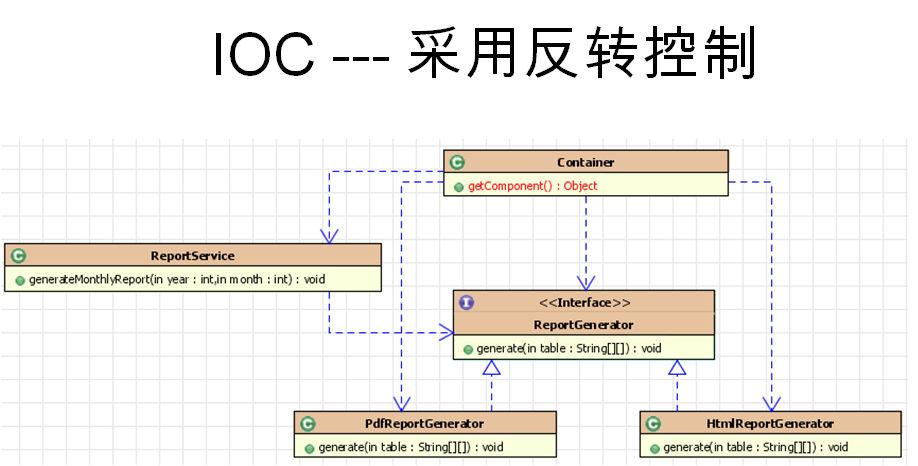 IOC --- 采用反转控制
C Container
getComponent() : Object
C ReportService
generateMonthlyReport(in year : int,in month : int) : void
I <<Interface>>
ReportGenerator
generate(in table : String[][]) : void
C PdfReportGenerator
generate(in table : String[][]) : void
C HtmlReportGenerator
generate(in table : String[][]) : void